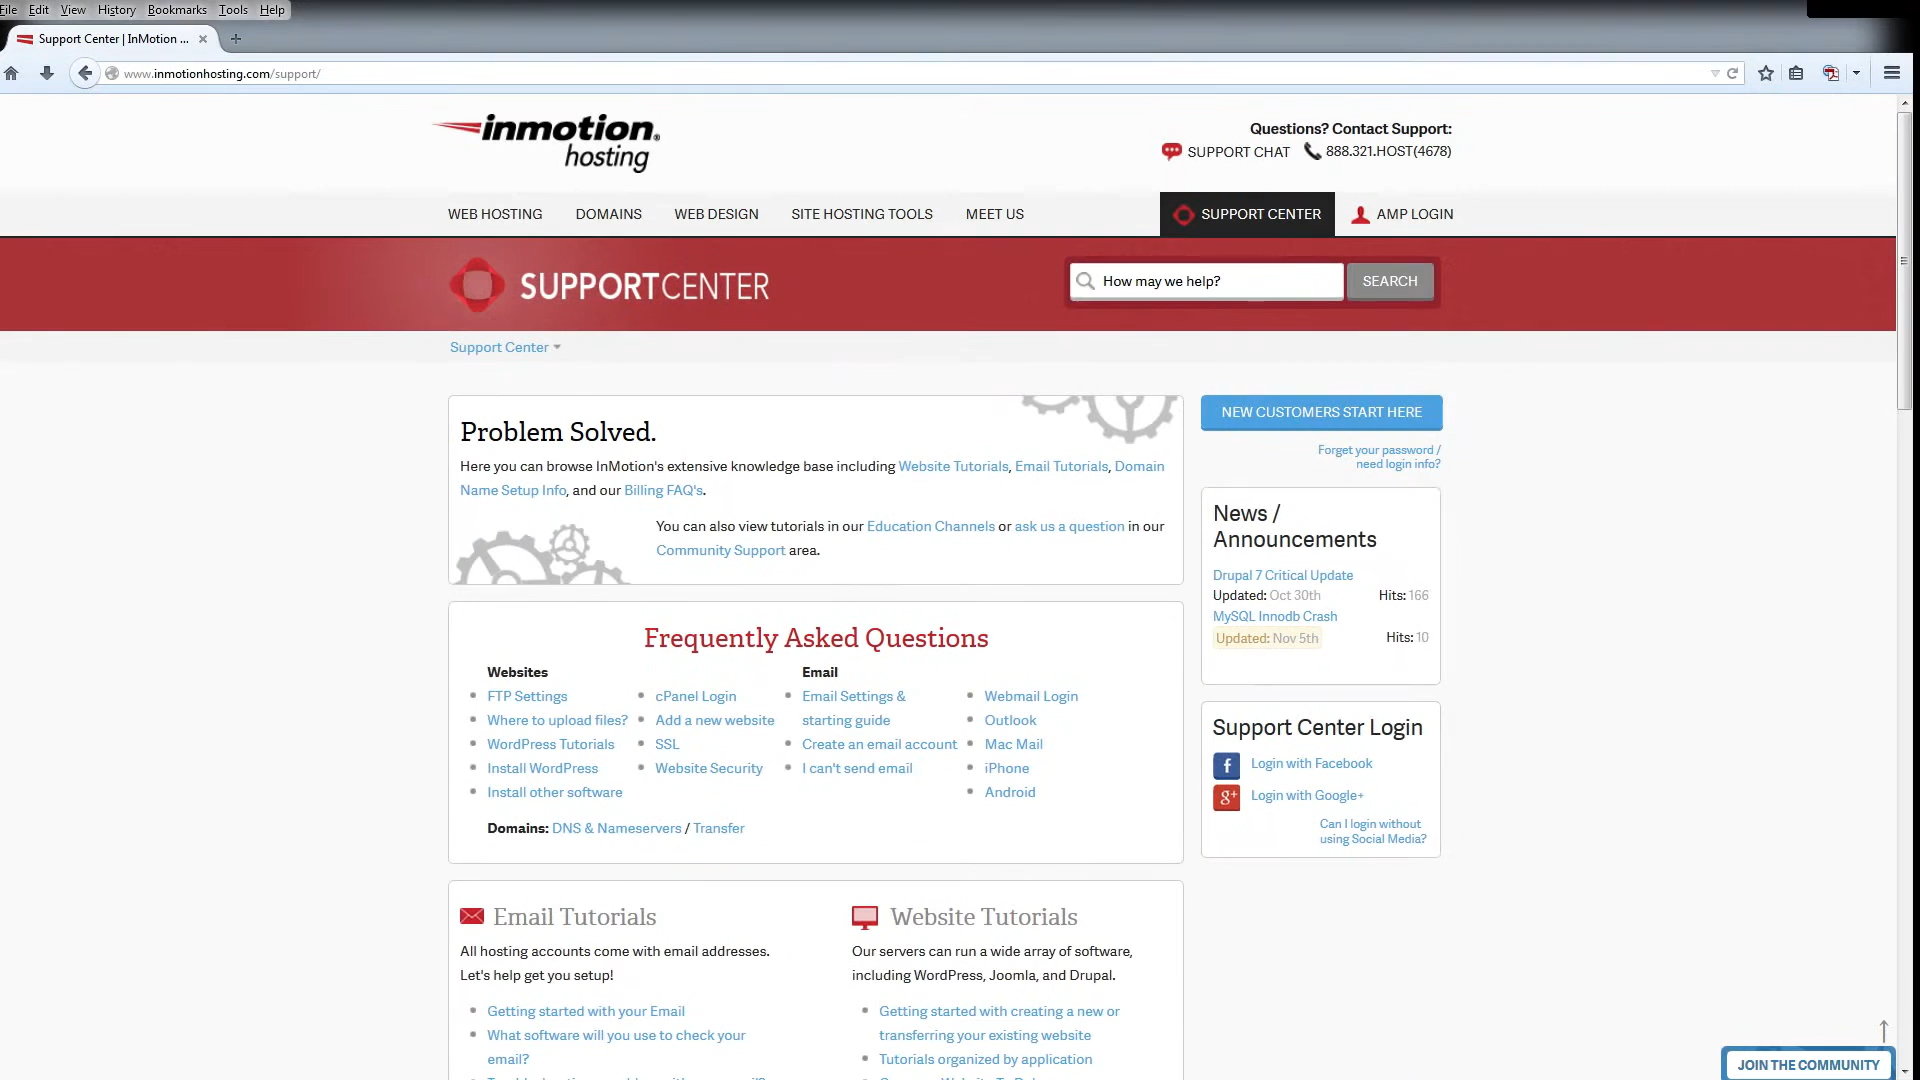 File Edit View History Bookmarks Tools Help
Support Center | InMotion ...
www.inmotionhosting.com/support/
inmotion hosting
Questions? Contact Support:
SUPPORT CHAT 888.321.HOST(4678)
WEB HOSTING DOMAINS WEB DESIGN SITE HOSTING TOOLS MEET US SUPPORT CENTER AMP LOGIN
SUPPORTCENTER
How may we help? SEARCH
Support Center
Problem Solved.
Here you can browse InMotion's extensive knowledge base including Website Tutorials, Email Tutorials, Domain
Name Setup Info, and our Billing FAQ's.
You can also view tutorials in our Education Channels or ask us a question in our
Community Support area.
NEW CUSTOMERS START HERE
Forget your password /
need login info?
News /
Announcements
Drupal 7 Critical Update
Updated: Oct 30th Hits: 166
MySQL Innodb Crash
Updated: Nov 5th Hits: 10
Frequently Asked Questions
Websites
FTP Settings
Where to upload files?
WordPress Tutorials
Install WordPress
Install other software
cPanel Login
Add a new website
SSL
Website Security
Email
Email Settings &
starting guide
Create an email account
I can't send email
Webmail Login
Outlook
Mac Mail
iPhone
Android
Domains: DNS & Nameservers / Transfer
Support Center Login
f Login with Facebook
g+ Login with Google+
Can I login without
using Social Media?
Email Tutorials
All hosting accounts come with email addresses.
Let's help get you setup!
Getting started with your Email
What software will you use to check your
email?
Website Tutorials
Our servers can run a wide array of software,
including WordPress, Joomla, and Drupal.
Getting started with creating a new or
transferring your existing website
Tutorials organized by application
JOIN THE COMMUNITY